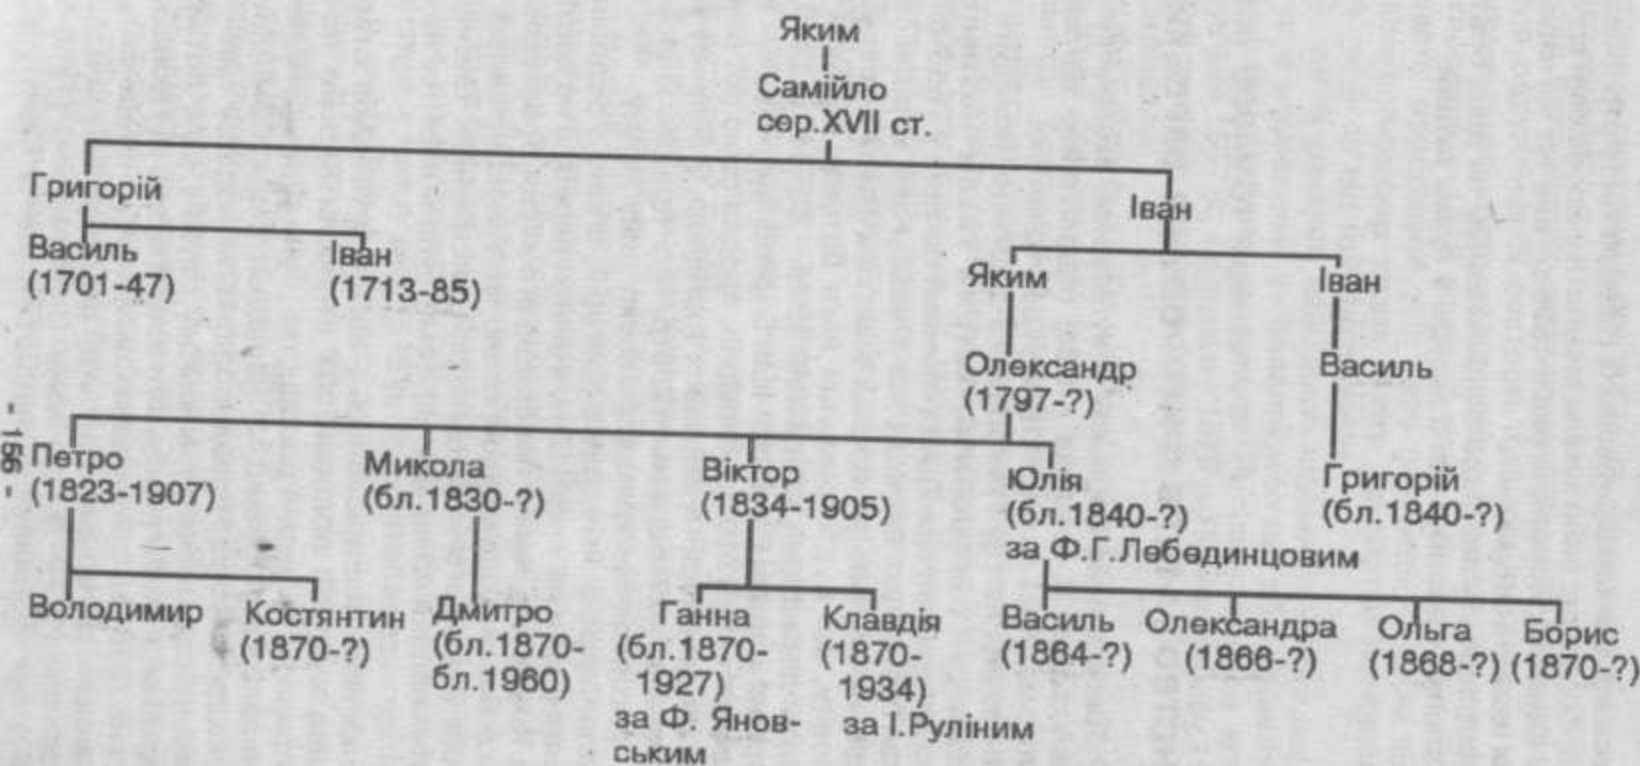 Яким
Самійло
сер.XVII ст.
Григорій
Іван
Василь
(1701-47)
Іван
(1713-85)
Яким
Іван
Олександр
(1797-?)
Василь
Петро
(1823-1907)
Микола
(бл.1830-?)
Віктор
(1834-1905)
Юлія
(бл.1840-?)
за Ф.Г.Лебединцовим
Григорій
(бл.1840-?)
Володимир
Костянтин
(1870-?)
Дмитро
(бл.1870-
бл.1960)
Ганна
(бл.1870-
1927)
за Ф. Янов-
ським
Клавдія
(1870-
1934)
за І.Руліним
Василь
(1864-?)
Олександра
(1866-?)
Ольга
(1868-?)
Борис
(1870-?)
- 156 -